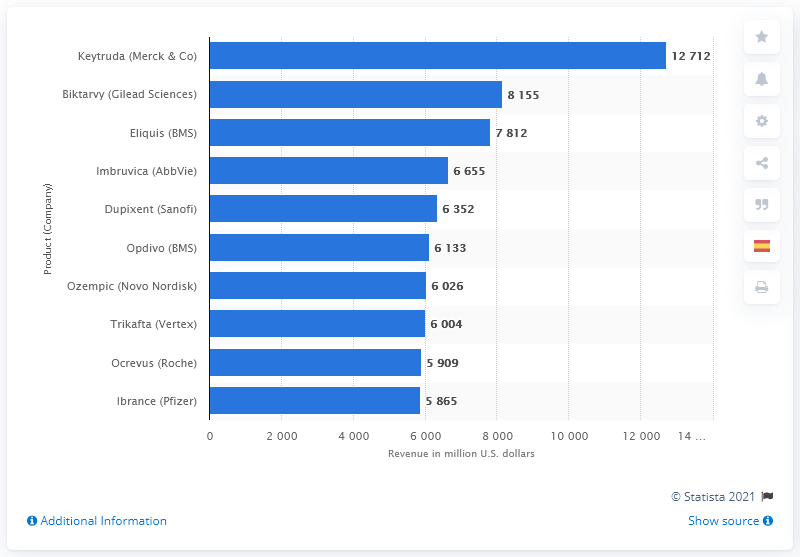 Product (Company)
Keytruda (Merck & Co) 12 712
Biktarvy (Gilead Sciences) 8 155
Eliquis (BMS) 7 812
Imbruvica (AbbVie) 6 655
Dupixent (Sanofi) 6 352
Opdivo (BMS) 6 133
Ozempic (Novo Nordisk) 6 026
Trikafta (Vertex) 6 004
Ocrevus (Roche) 5 909
Ibrance (Pfizer) 5 865
0 2 000 4 000 6 000 8 000 10 000 12 000 14 ...
Revenue in million U.S. dollars
© Statista 2021
Additional Information Show source